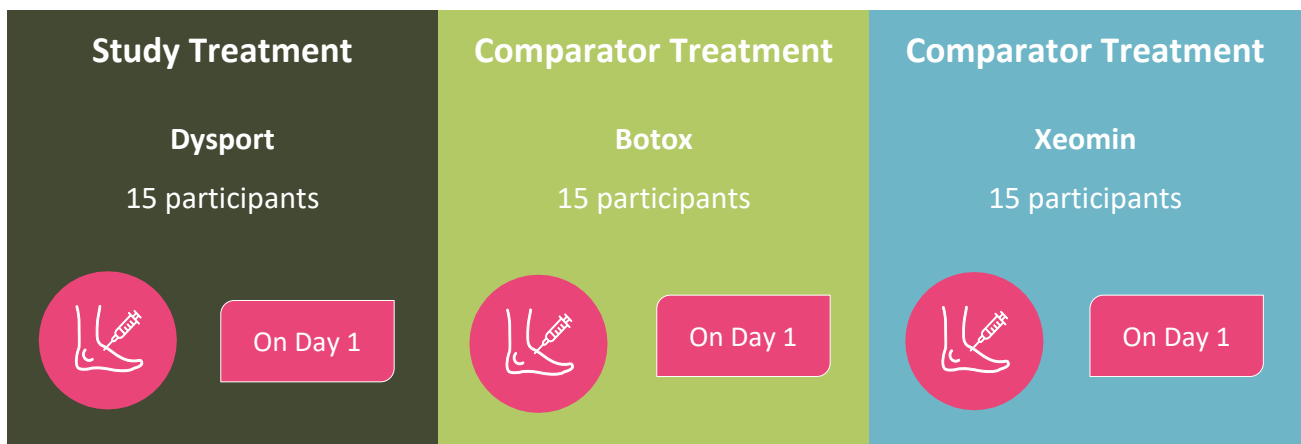 Study Treatment
Dysport
15 participants
On Day 1
Comparator Treatment
Botox
15 participants
On Day 1
Comparator Treatment
Xeomin
15 participants
On Day 1